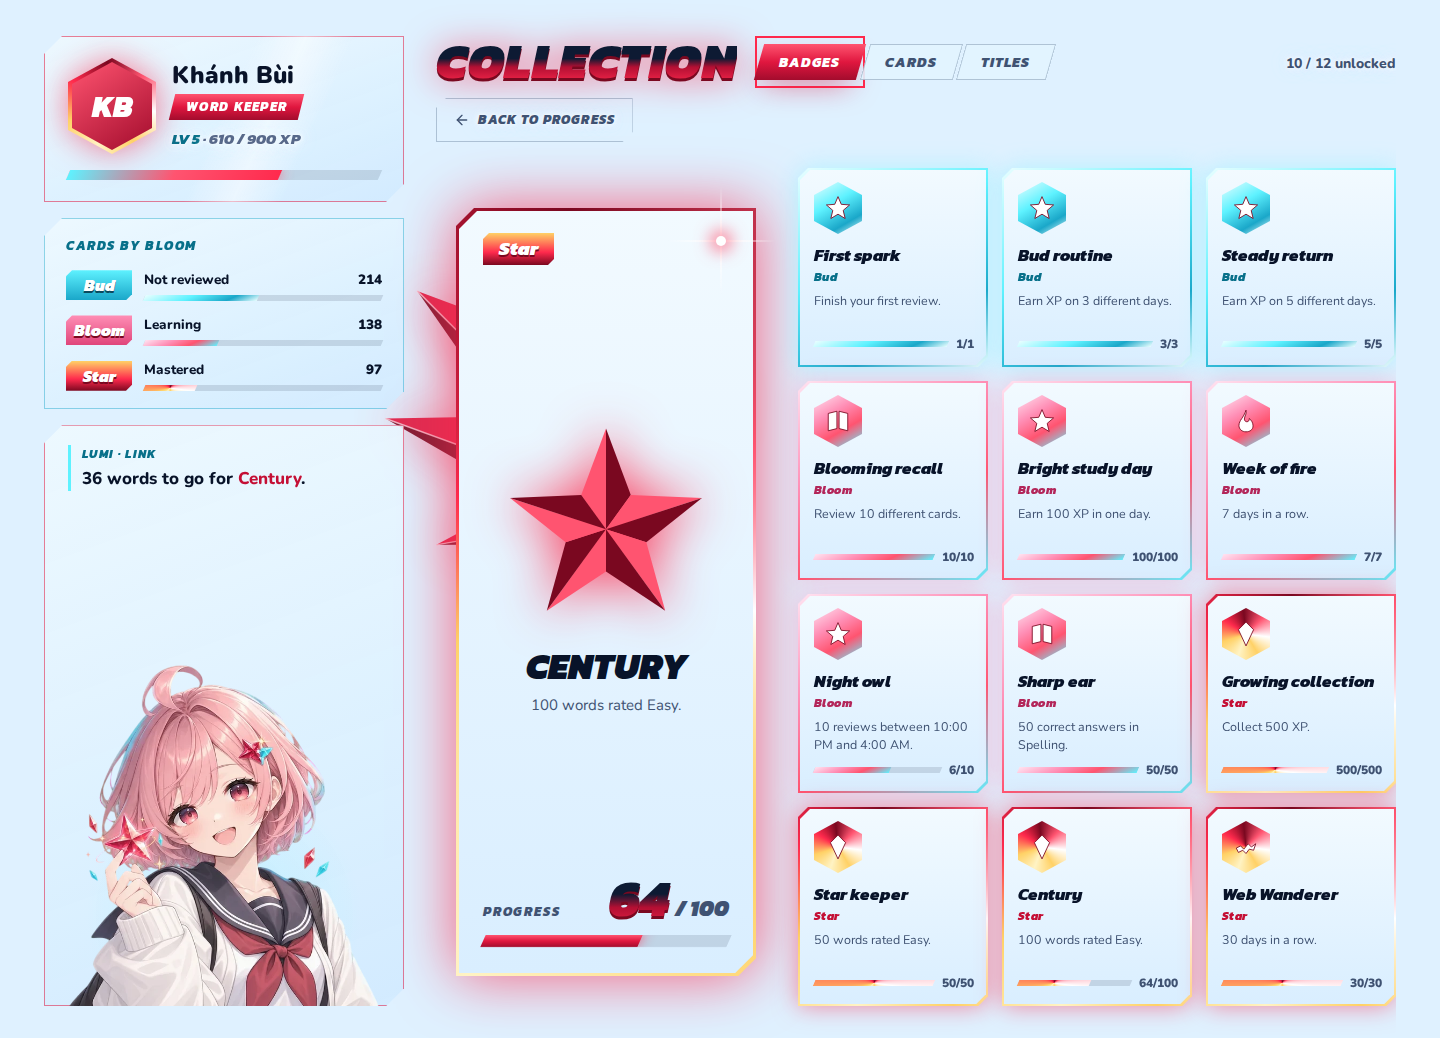 KB
Khánh Bùi
WORD KEEPER
LV 5 · 610 / 900 XP
CARDS BY BLOOM
Bud
Not reviewed
214
Bloom
Learning
138
Star
Mastered
97
LUMI · LINK
36 words to go for Century.
COLLECTION
BADGES
CARDS
TITLES
10 / 12 unlocked
← BACK TO PROGRESS
Star
CENTURY
100 words rated Easy.
PROGRESS
64 / 100
First spark
Bud
Finish your first review.
1/1
Bud routine
Bud
Earn XP on 3 different days.
3/3
Steady return
Bud
Earn XP on 5 different days.
5/5
Blooming recall
Bloom
Review 10 different cards.
10/10
Bright study day
Bloom
Earn 100 XP in one day.
100/100
Week of fire
Bloom
7 days in a row.
7/7
Night owl
Bloom
10 reviews between 10:00
PM and 4:00 AM.
6/10
Sharp ear
Bloom
50 correct answers in
Spelling.
50/50
Growing collection
Star
Collect 500 XP.
500/500
Star keeper
Star
50 words rated Easy.
50/50
Century
Star
100 words rated Easy.
64/100
Web Wanderer
Star
30 days in a row.
30/30